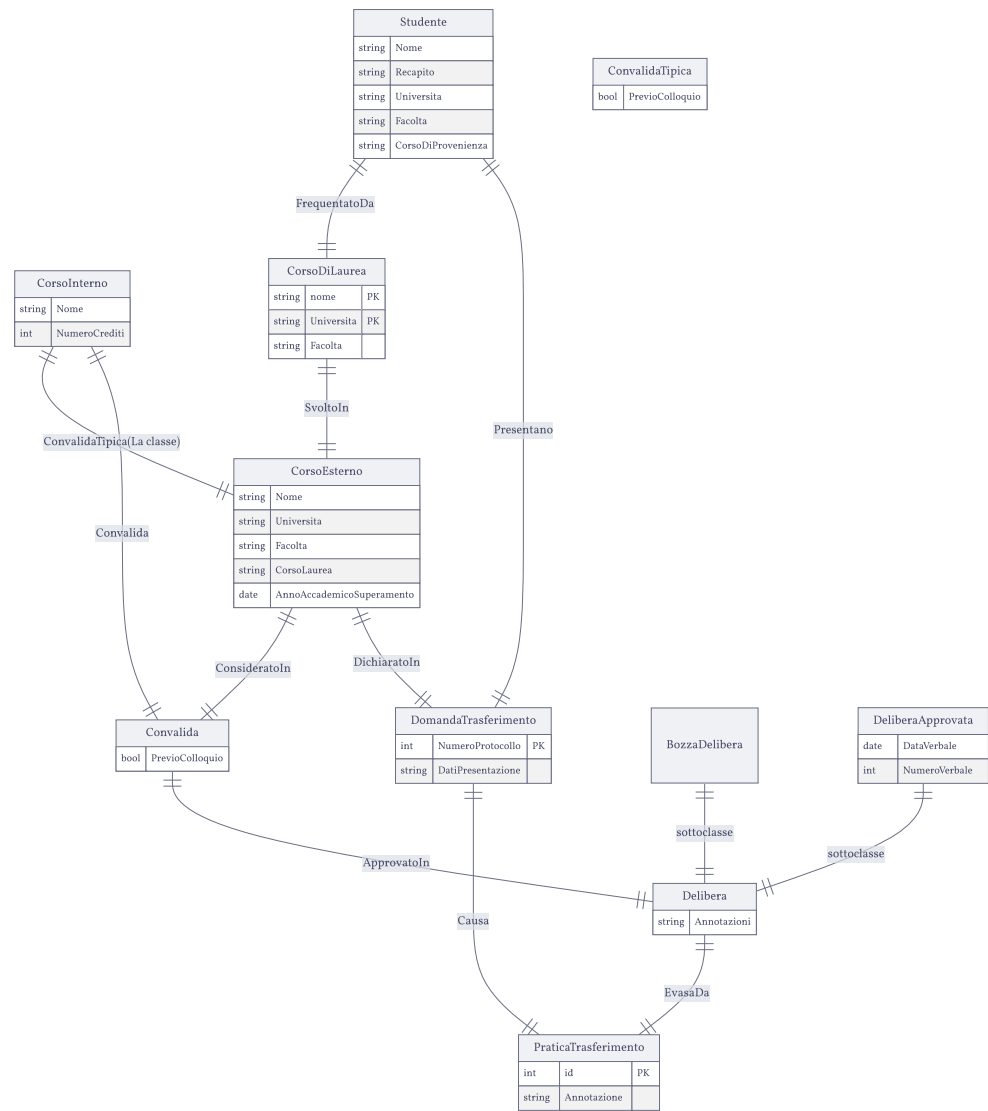 Studente
string Nome
string Recapito
string Universita
string Facolta
string CorsoDiProvenienza
ConvalidaTipica
bool PrevioColloquio
FrequentatoDa
CorsoDiLaurea
string nome PK
string Universita PK
string Facolta
CorsoInterno
string Nome
int NumeroCrediti
SvoltoIn
Presentano
ConvalidaTipica(La classe)
CorsoEsterno
string Nome
string Universita
string Facolta
string CorsoLaurea
date AnnoAccademicoSuperamento
Convalida
ConsideratoIn
DichiaratoIn
Convalida
bool PrevioColloquio
DomandaTrasferimento
int NumeroProtocollo PK
string DatiPresentazione
BozzaDelibera
DeliberaApprovata
date DataVerbale
int NumeroVerbale
sottoclasse
sottoclasse
ApprovatoIn
Delibera
string Annotazioni
Causa
EvasaDa
PraticaTrasferimento
int id PK
string Annotazione